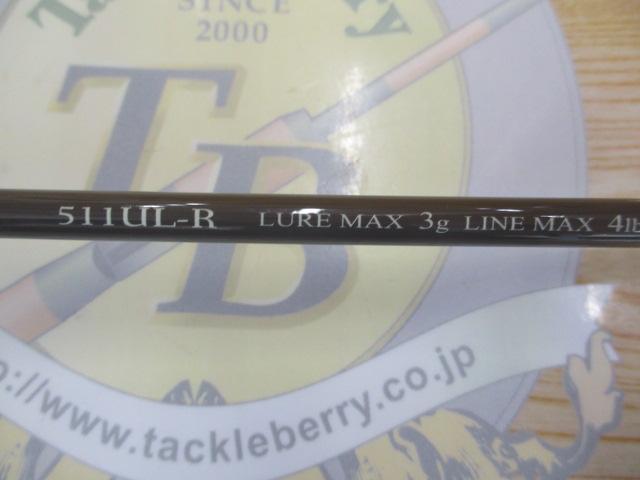 SINCE
2000
TB
511UL-R LURE MAX 3g LINE MAX 4lb
p://www.tackleberry.co.jp